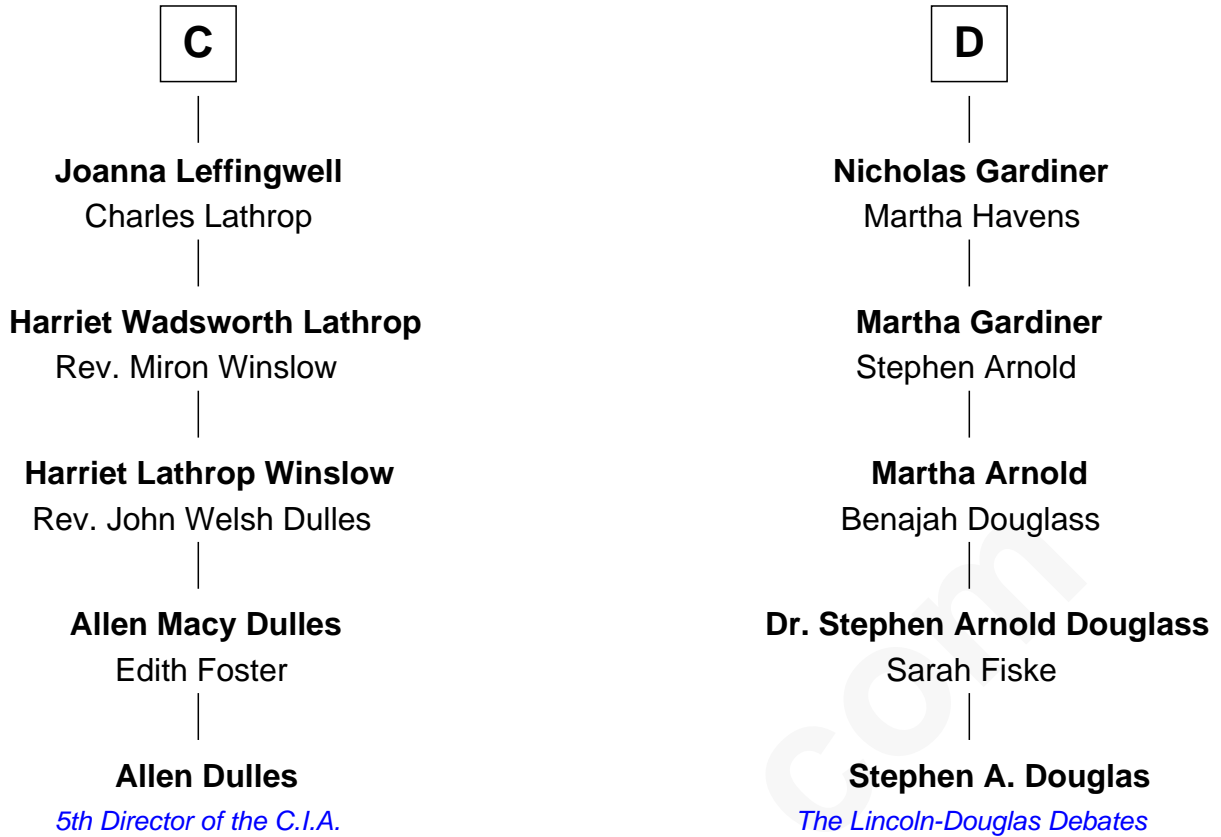 C
Joanna Leffingwell
Charles Lathrop
Harriet Wadsworth Lathrop
Rev. Miron Winslow
Harriet Lathrop Winslow
Rev. John Welsh Dulles
Allen Macy Dulles
Edith Foster
Allen Dulles
5th Director of the C.I.A.
D
Nicholas Gardiner
Martha Havens
Martha Gardiner
Stephen Arnold
Martha Arnold
Benajah Douglass
Dr. Stephen Arnold Douglass
Sarah Fiske
Stephen A. Douglas
The Lincoln-Douglas Debates
com